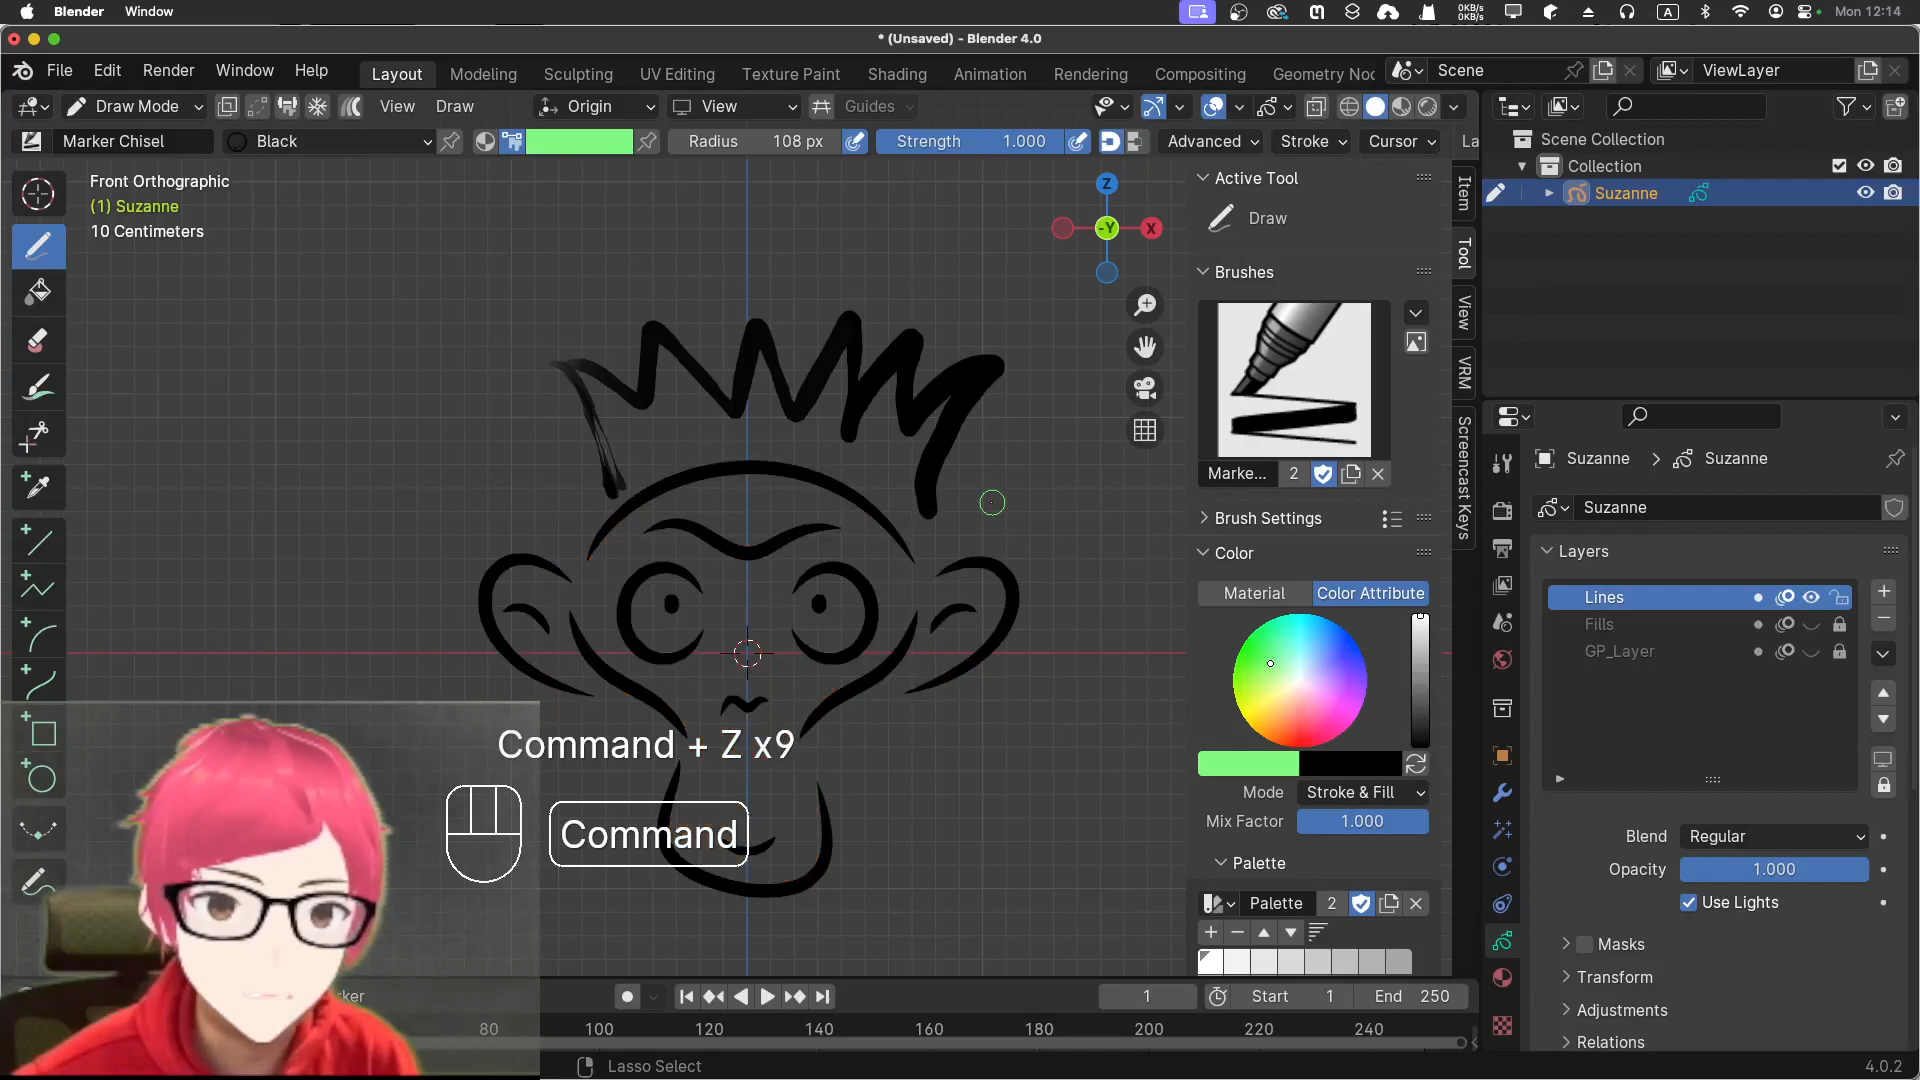 Blender Window
A
0KB/s
0KB/s
Mon 12:14
* (Unsaved) - Blender 4.0
File Edit Render Window Help
Layout Modeling Sculpting UV Editing Texture Paint Shading Animation Rendering Compositing Geometry Noc
Scene
ViewLayer
Draw Mode View Draw Origin View Guides
Marker Chisel Black Radius 108 px Strength 1.000 Advanced Stroke Cursor La
Scene Collection
Collection
Suzanne
Front Orthographic
(1) Suzanne
10 Centimeters
Z
-Y
X
Active Tool
Draw
Brushes
Marke... 2
Brush Settings
Color
Material Color Attribute
Mode Stroke & Fill
Mix Factor 1.000
Palette
Palette 2
Item
Tool
View
VRM
Screencast Keys
Suzanne > Suzanne
Suzanne
Layers
Lines
Fills
GP_Layer
Blend Regular
Opacity 1.000
Use Lights
Masks
Transform
Adjustments
Relations
Command + Z x9
Command
ker
1 Start 1 End 250
80 100 120 140 160 180 200 220 240
Lasso Select
4.0.2